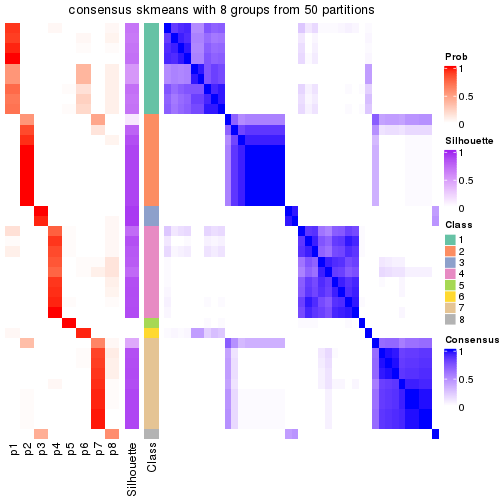 consensus skmeans with 8 groups from 50 partitions
Prob
1
0.5
0
Silhouette
1
0.5
0
Class
1
2
3
4
5
6
7
8
Consensus
1
0.5
0
p1
p2
p3
p4
p5
p6
p7
p8
Silhouette
Class